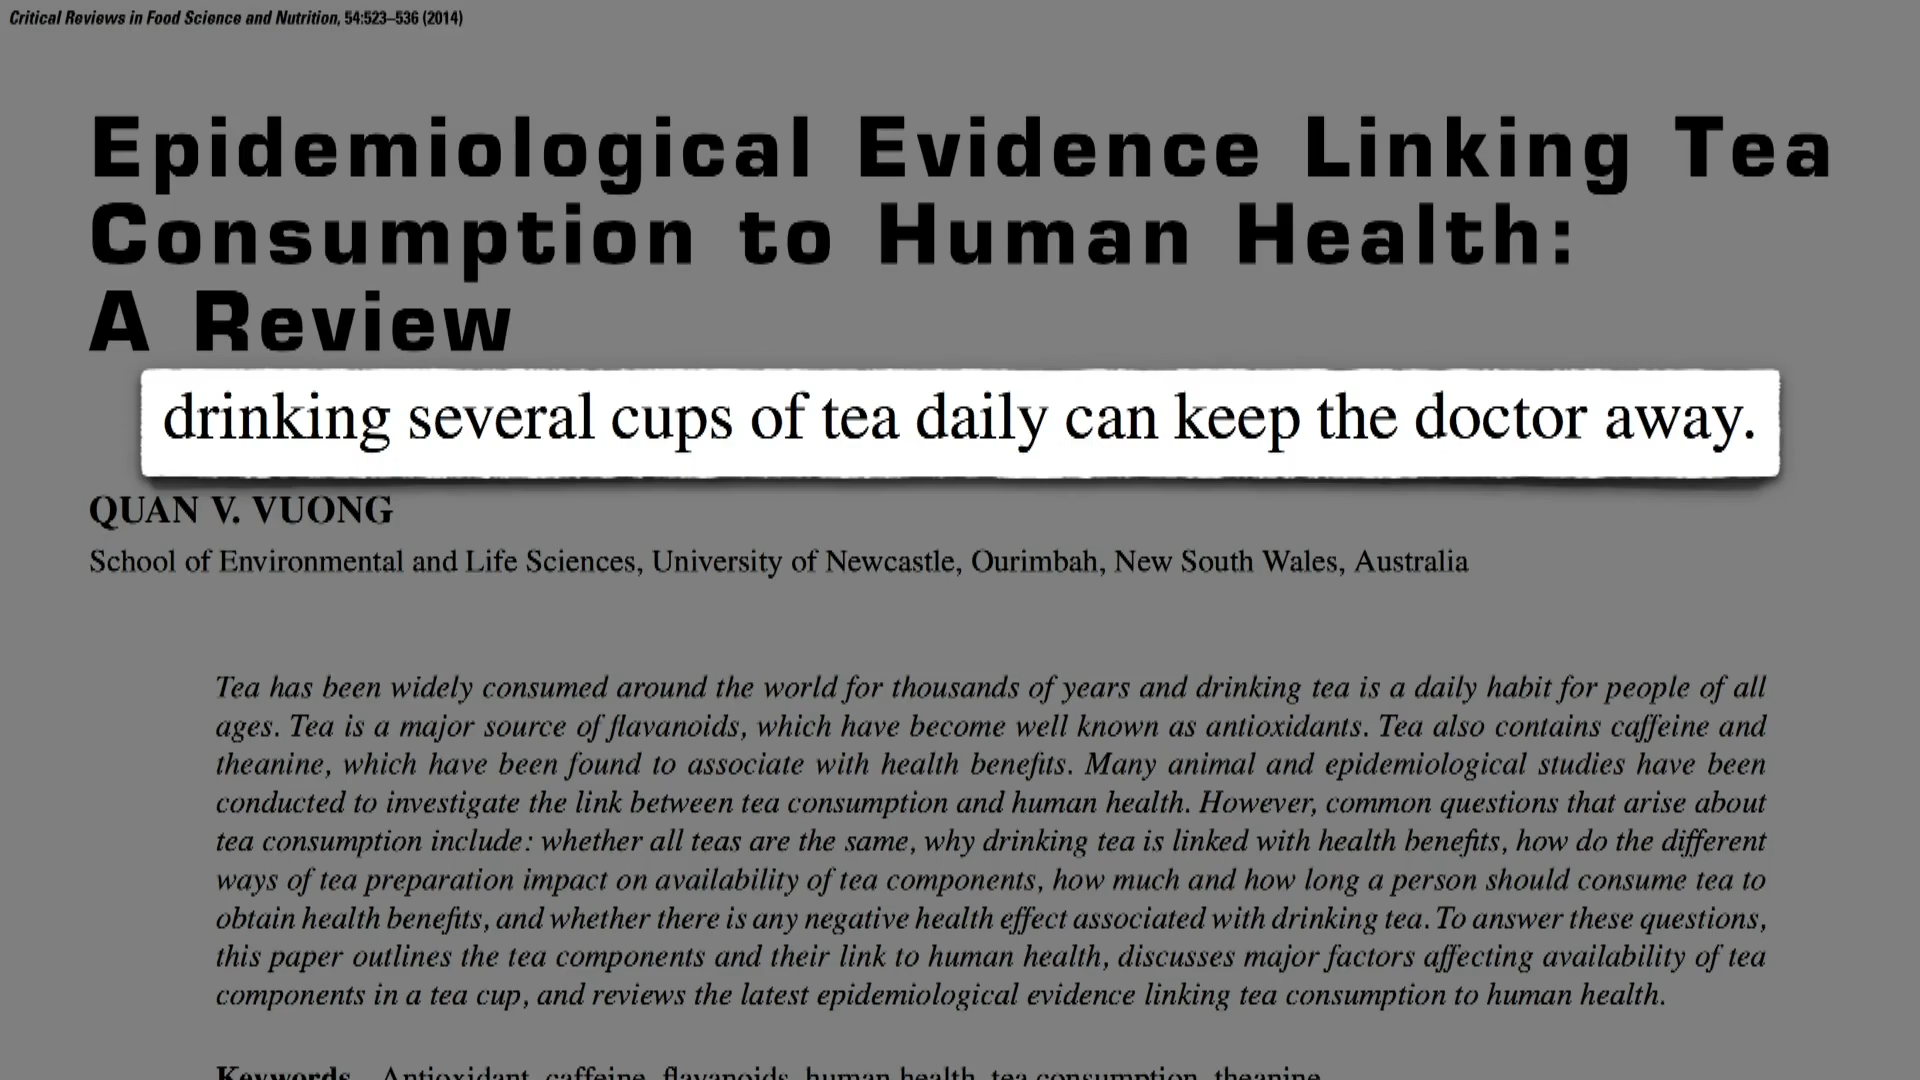 Critical Reviews in Food Science and Nutrition, 54:523–536 (2014)
Epidemiological Evidence Linking Tea
Consumption to Human Health:
A Review
drinking several cups of tea daily can keep the doctor away.
QUAN V. VUONG
School of Environmental and Life Sciences, University of Newcastle, Ourimbah, New South Wales, Australia
Tea has been widely consumed around the world for thousands of years and drinking tea is a daily habit for people of all
ages. Tea is a major source of flavanoids, which have become well known as antioxidants. Tea also contains caffeine and
theanine, which have been found to associate with health benefits. Many animal and epidemiological studies have been
conducted to investigate the link between tea consumption and human health. However, common questions that arise about
tea consumption include: whether all teas are the same, why drinking tea is linked with health benefits, how do the different
ways of tea preparation impact on availability of tea components, how much and how long a person should consume tea to
obtain health benefits, and whether there is any negative health effect associated with drinking tea. To answer these questions,
this paper outlines the tea components and their link to human health, discusses major factors affecting availability of tea
components in a tea cup, and reviews the latest epidemiological evidence linking tea consumption to human health.
Keywords Antioxidant, caffeine, flavanoids, human health, tea consumption, theanine